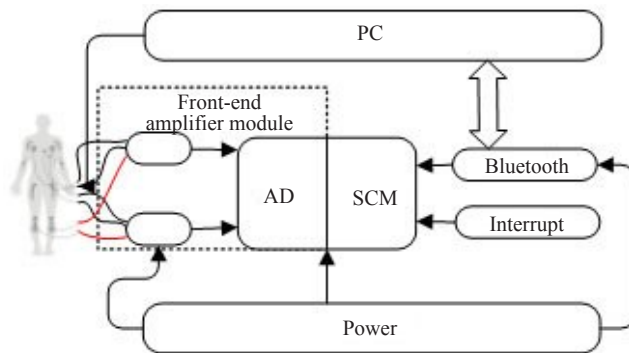 PC
Front-end
amplifier module
Bluetooth
AD
SCM
Interrupt
Power